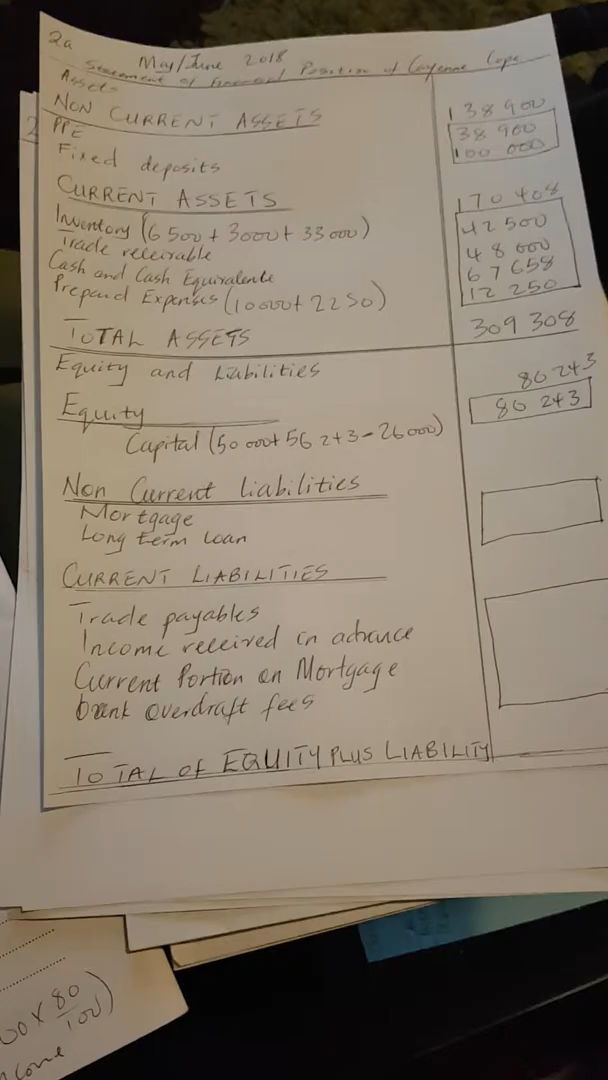 2a
May/June 2018
Statement of Financial Position of Cayenne Cope
Assets
NON CURRENT ASSETS 138 900
PPE 38 900
Fixed deposits 100 000
CURRENT ASSETS 170 408
Inventory (6 500 + 3000 + 33 000) 42 500
Trade receivable 48 000
Cash and Cash Equivalente 67 658
Prepaid Expenses (10000 + 2250) 12 250
TOTAL ASSETS 309 308
Equity and Liabilities
Equity 80 243
Capital (50 000 + 56 243 - 26 000) 80 243
Non Current Liabilities
Mortgage
Long term loan
CURRENT LIABILITIES
Trade payables
Income received in advance
Current Portion on Mortgage
bank overdraft fees
TOTAL OF EQUITY PLUS LIABILITY
00 X 80
100)